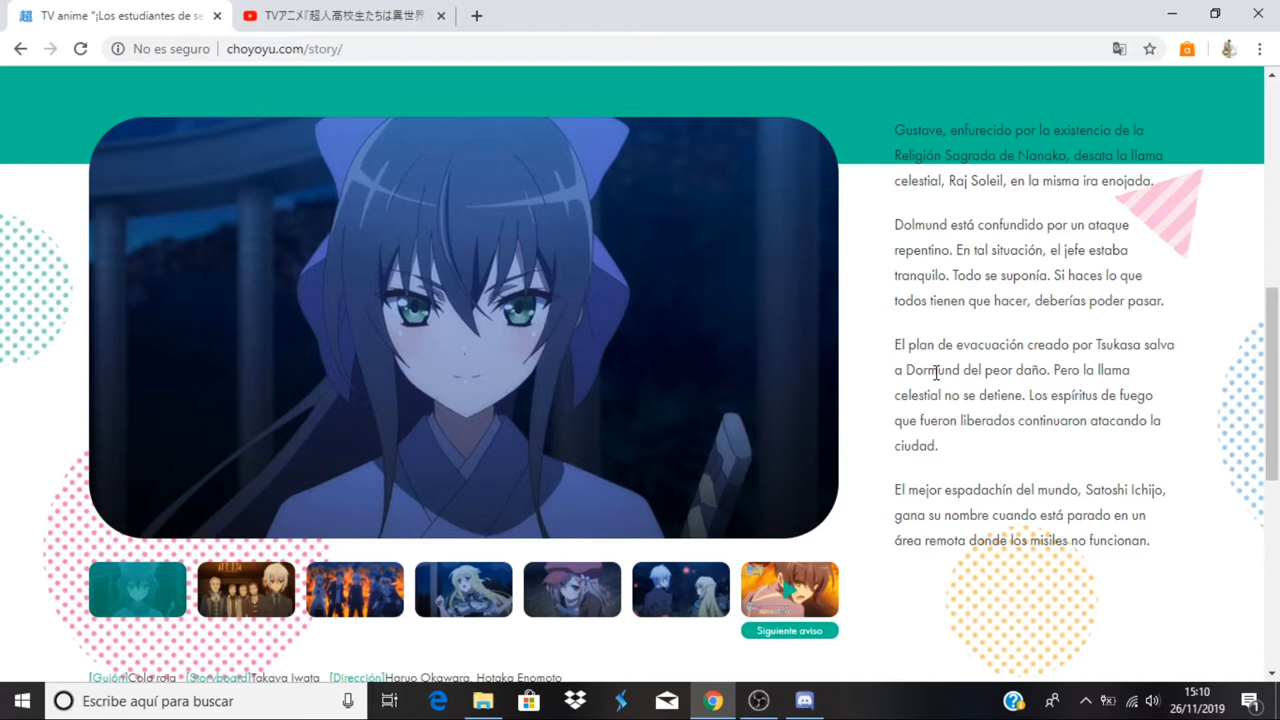 超 TV anime "¡Los estudiantes de se
TVアニメ『超人高校生たちは異世界
No es seguro
choyoyu.com/story/
Gustave, enfurecido por la existencia de la
Religión Sagrada de Nanako, desata la llama
celestial, Raj Soleil, en la misma ira enojada.
Dolmund está confundido por un ataque
repentino. En tal situación, el jefe estaba
tranquilo. Todo se suponía. Si haces lo que
todos tienen que hacer, deberías poder pasar.
El plan de evacuación creado por Tsukasa salva
a Dormund del peor daño. Pero la llama
celestial no se detiene. Los espíritus de fuego
que fueron liberados continuaron atacando la
ciudad.
El mejor espadachín del mundo, Satoshi Ichijo,
gana su nombre cuando está parado en un
área remota donde los misiles no funcionan.
Siguiente aviso
[Guión]Cola rota [Storyboard]Takaya Iwata [Dirección]Haruo Okawara, Hotaka Enomoto
Escribe aquí para buscar
15:10
26/11/2019